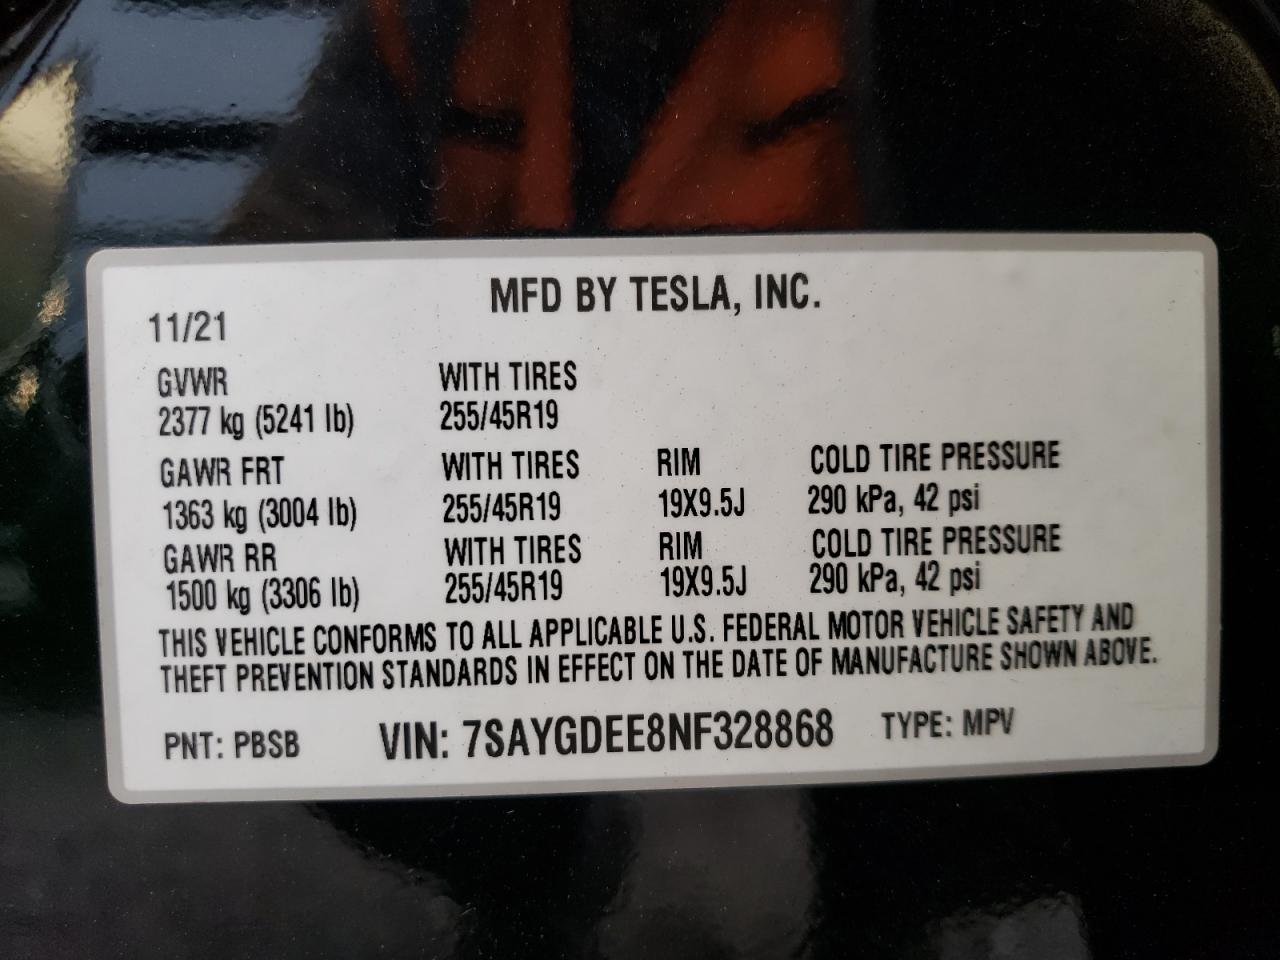 MFD BY TESLA, INC.
11/21
GVWR WITH TIRES
2377 kg (5241 lb) 255/45R19
GAWR FRT WITH TIRES RIM COLD TIRE PRESSURE
1363 kg (3004 lb) 255/45R19 19X9.5J 290 kPa, 42 psi
GAWR RR WITH TIRES RIM COLD TIRE PRESSURE
1500 kg (3306 lb) 255/45R19 19X9.5J 290 kPa, 42 psi
THIS VEHICLE CONFORMS TO ALL APPLICABLE U.S. FEDERAL MOTOR VEHICLE SAFETY AND
THEFT PREVENTION STANDARDS IN EFFECT ON THE DATE OF MANUFACTURE SHOWN ABOVE.
PNT: PBSB VIN: 7SAYGDEE8NF328868 TYPE: MPV